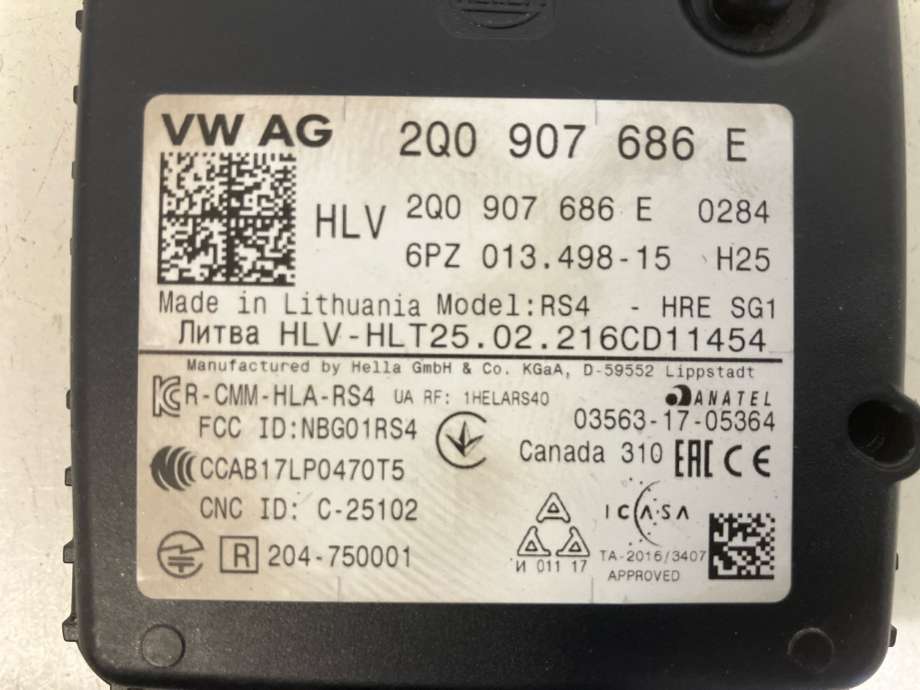 VW AG 2Q0 907 686 E
HLV 2Q0 907 686 E 0284
6PZ 013.498-15 H25
Made in Lithuania Model:RS4 - HRE SG1
Литва HLV-HLT25.02.216CD11454
Manufactured by Hella GmbH & Co. KGaA, D-59552 Lippstadt
R-CMM-HLA-RS4 UA RF: 1HELARS40 ANATEL
FCC ID:NBG01RS4 03563-17-05364
Canada 310 EAC CE
CCAB17LP0470T5
CNC ID: C-25102 ICASA
R 204-750001 И 011 17 TA-2016/3407
APPROVED